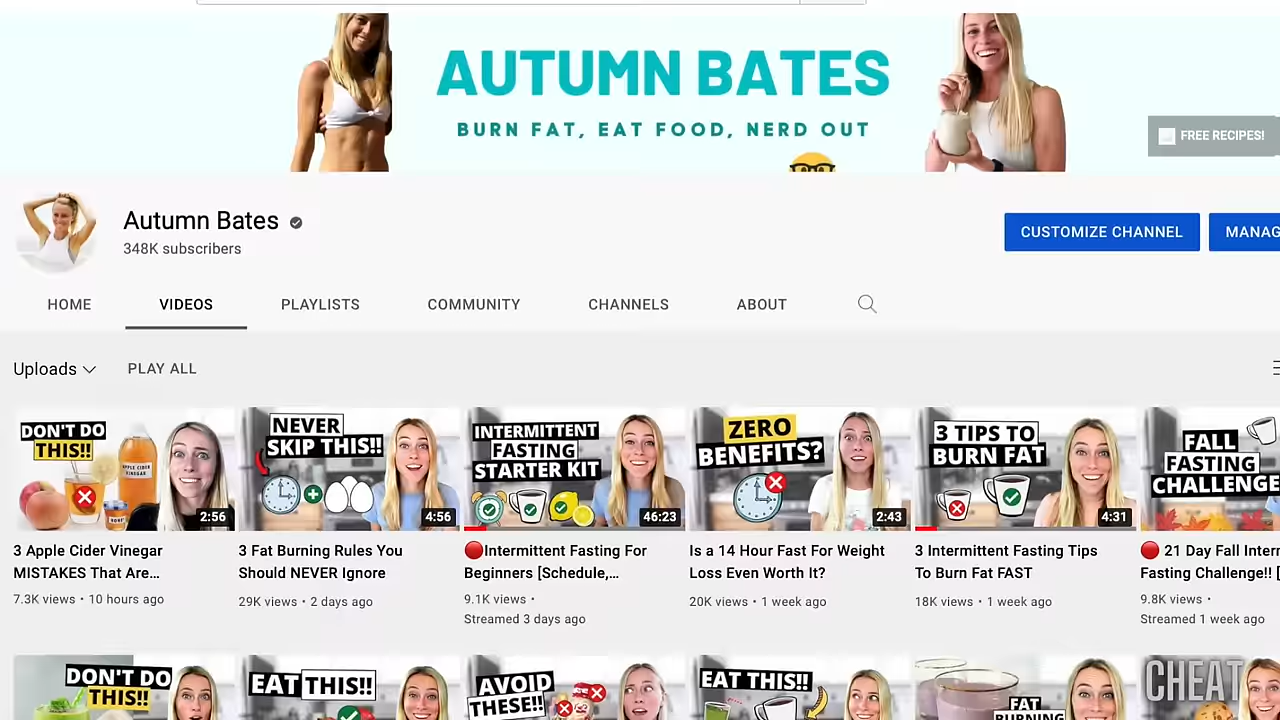 AUTUMN BATES
BURN FAT, EAT FOOD, NERD OUT
FREE RECIPES!
Autumn Bates
348K subscribers
CUSTOMIZE CHANNEL
MANAG
HOME
VIDEOS
PLAYLISTS
COMMUNITY
CHANNELS
ABOUT
Uploads
PLAY ALL
DON'T DO
THIS!!
APPLE CIDER
VINEGAR
HONEY
2:56
NEVER
SKIP THIS!!
4:56
INTERMITTENT
FASTING
STARTER KIT
46:23
ZERO
BENEFITS?
2:43
3 TIPS TO
BURN FAT
4:31
FALL
FASTING
CHALLENGE
3 Apple Cider Vinegar
MISTAKES That Are...
7.3K views • 10 hours ago
3 Fat Burning Rules You
Should NEVER Ignore
29K views • 2 days ago
Intermittent Fasting For
Beginners [Schedule,...
9.1K views •
Streamed 3 days ago
Is a 14 Hour Fast For Weight
Loss Even Worth It?
20K views • 1 week ago
3 Intermittent Fasting Tips
To Burn Fat FAST
18K views • 1 week ago
21 Day Fall Intern
Fasting Challenge!! [
9.8K views •
Streamed 1 week ago
DON'T DO
THIS!!
EAT THIS!!
AVOID
THESE!!
EAT THIS!!
FAT
BURNING
CHEAT